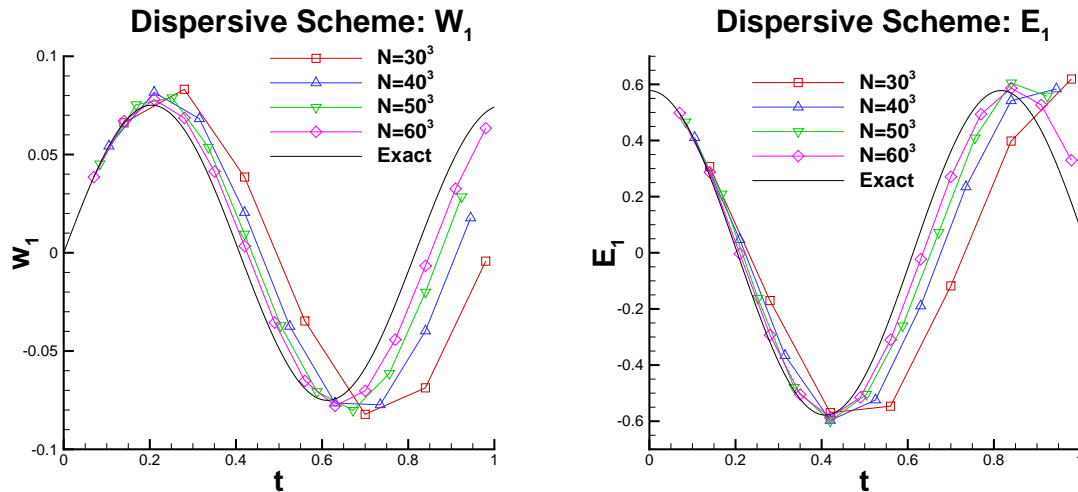 Dispersive Scheme: W₁
N=30³
N=40³
N=50³
N=60³
Exact
0.1
0.05
0
-0.05
-0.1
w₁
0
0.2
0.4
0.6
0.8
1
t
Dispersive Scheme: E₁
N=30³
N=40³
N=50³
N=60³
Exact
0.6
0.4
0.2
0
-0.2
-0.4
-0.6
E₁
0
0.2
0.4
0.6
0.8
1
t